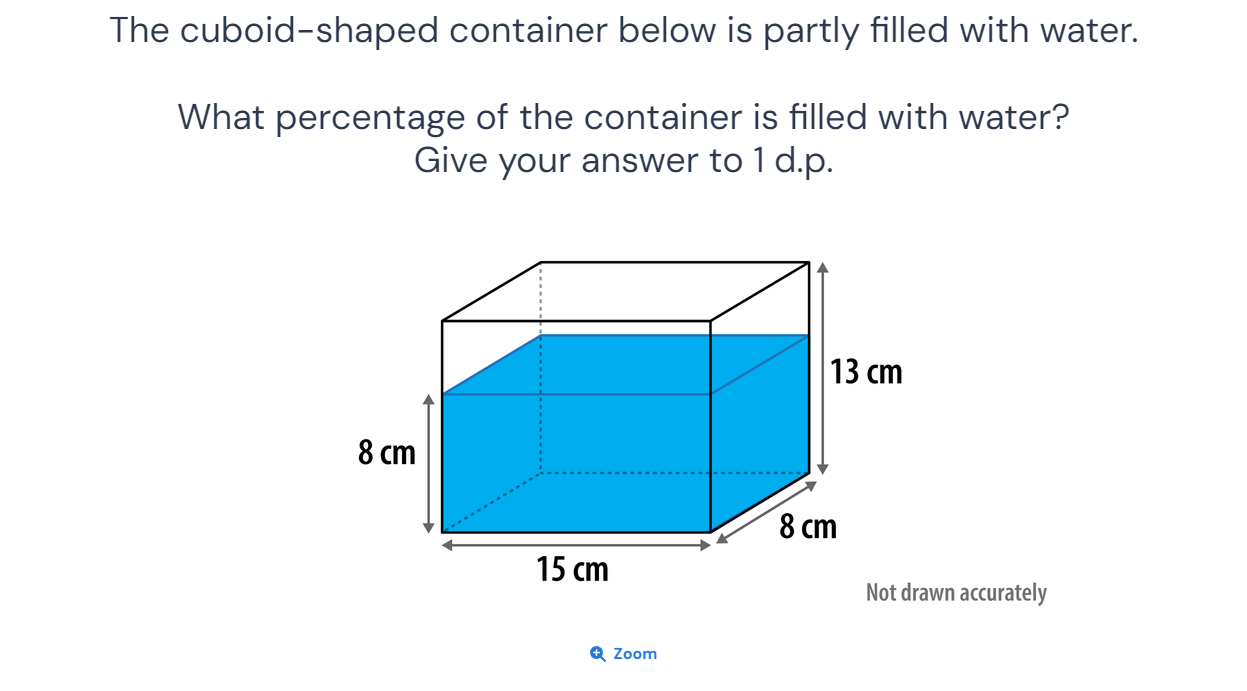 The cuboid-shaped container below is partly filled with water.
What percentage of the container is filled with water?
Give your answer to 1 d.p.
13 cm
8 cm
8 cm
15 cm
Not drawn accurately
Zoom